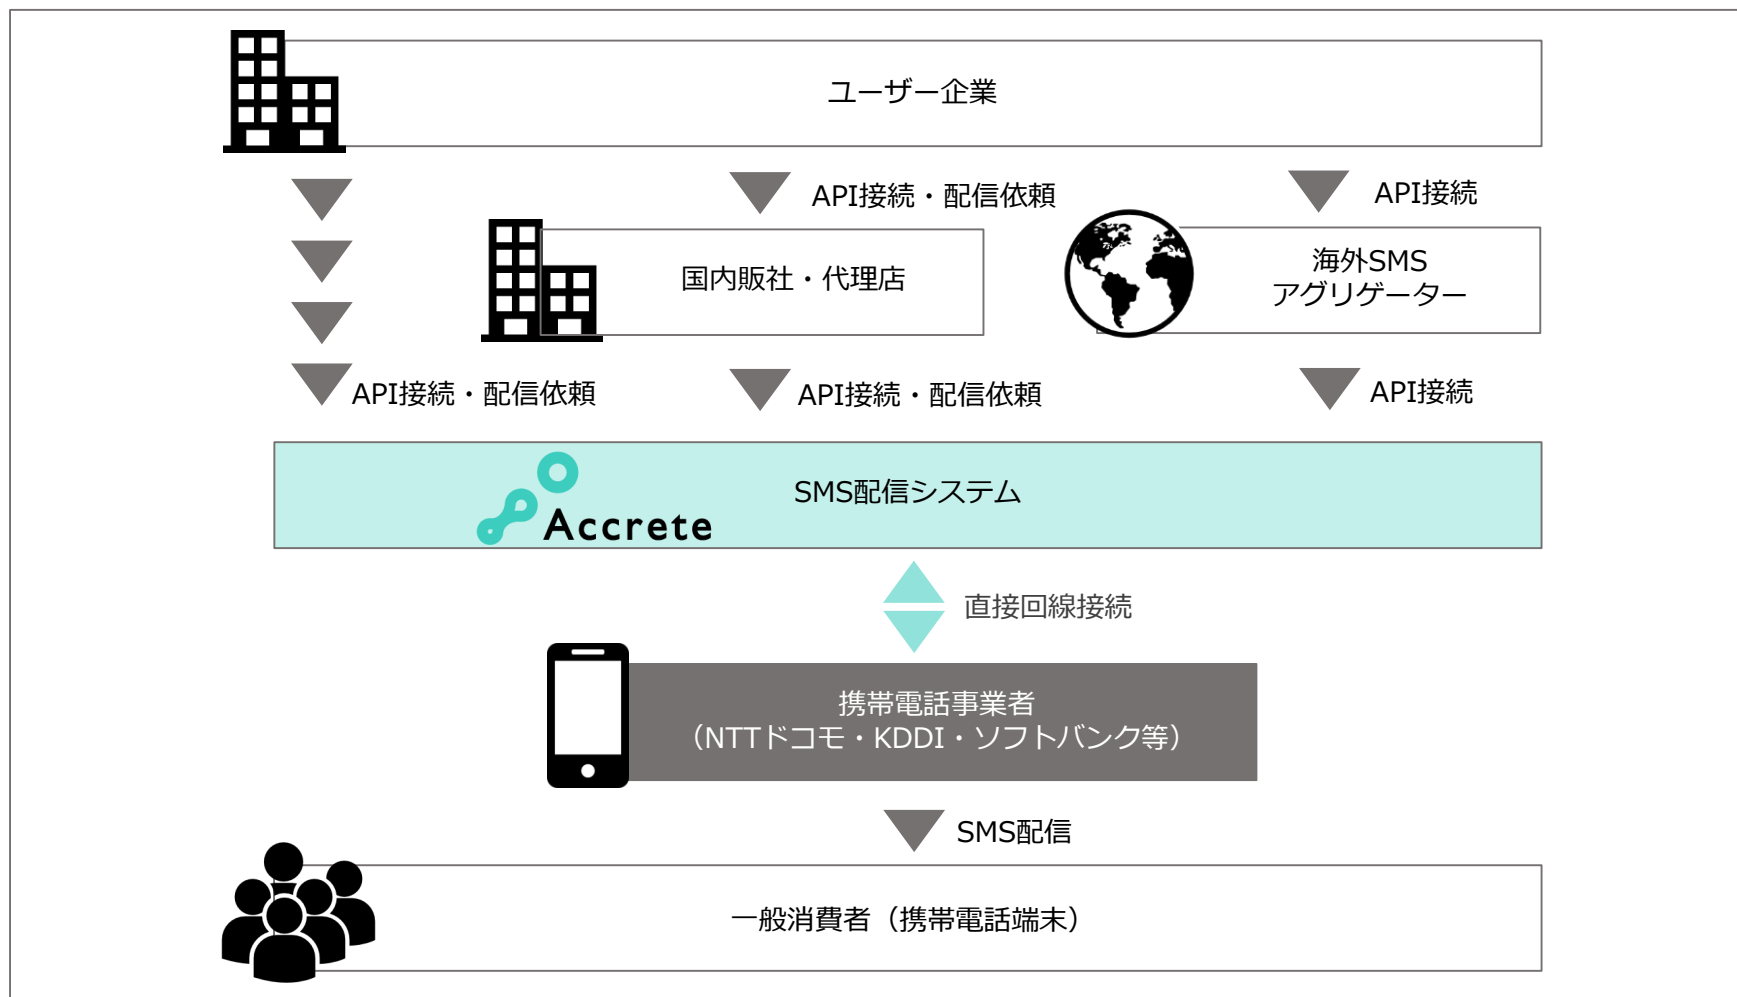 ユーザー企業
API接続・配信依頼
API接続
国内販社・代理店
海外SMS
アグリゲーター
API接続・配信依頼
API接続・配信依頼
API接続
SMS配信システム
Accrete
直接回線接続
携帯電話事業者
（NTTドコモ・KDDI・ソフトバンク等）
SMS配信
一般消費者（携帯電話端末）